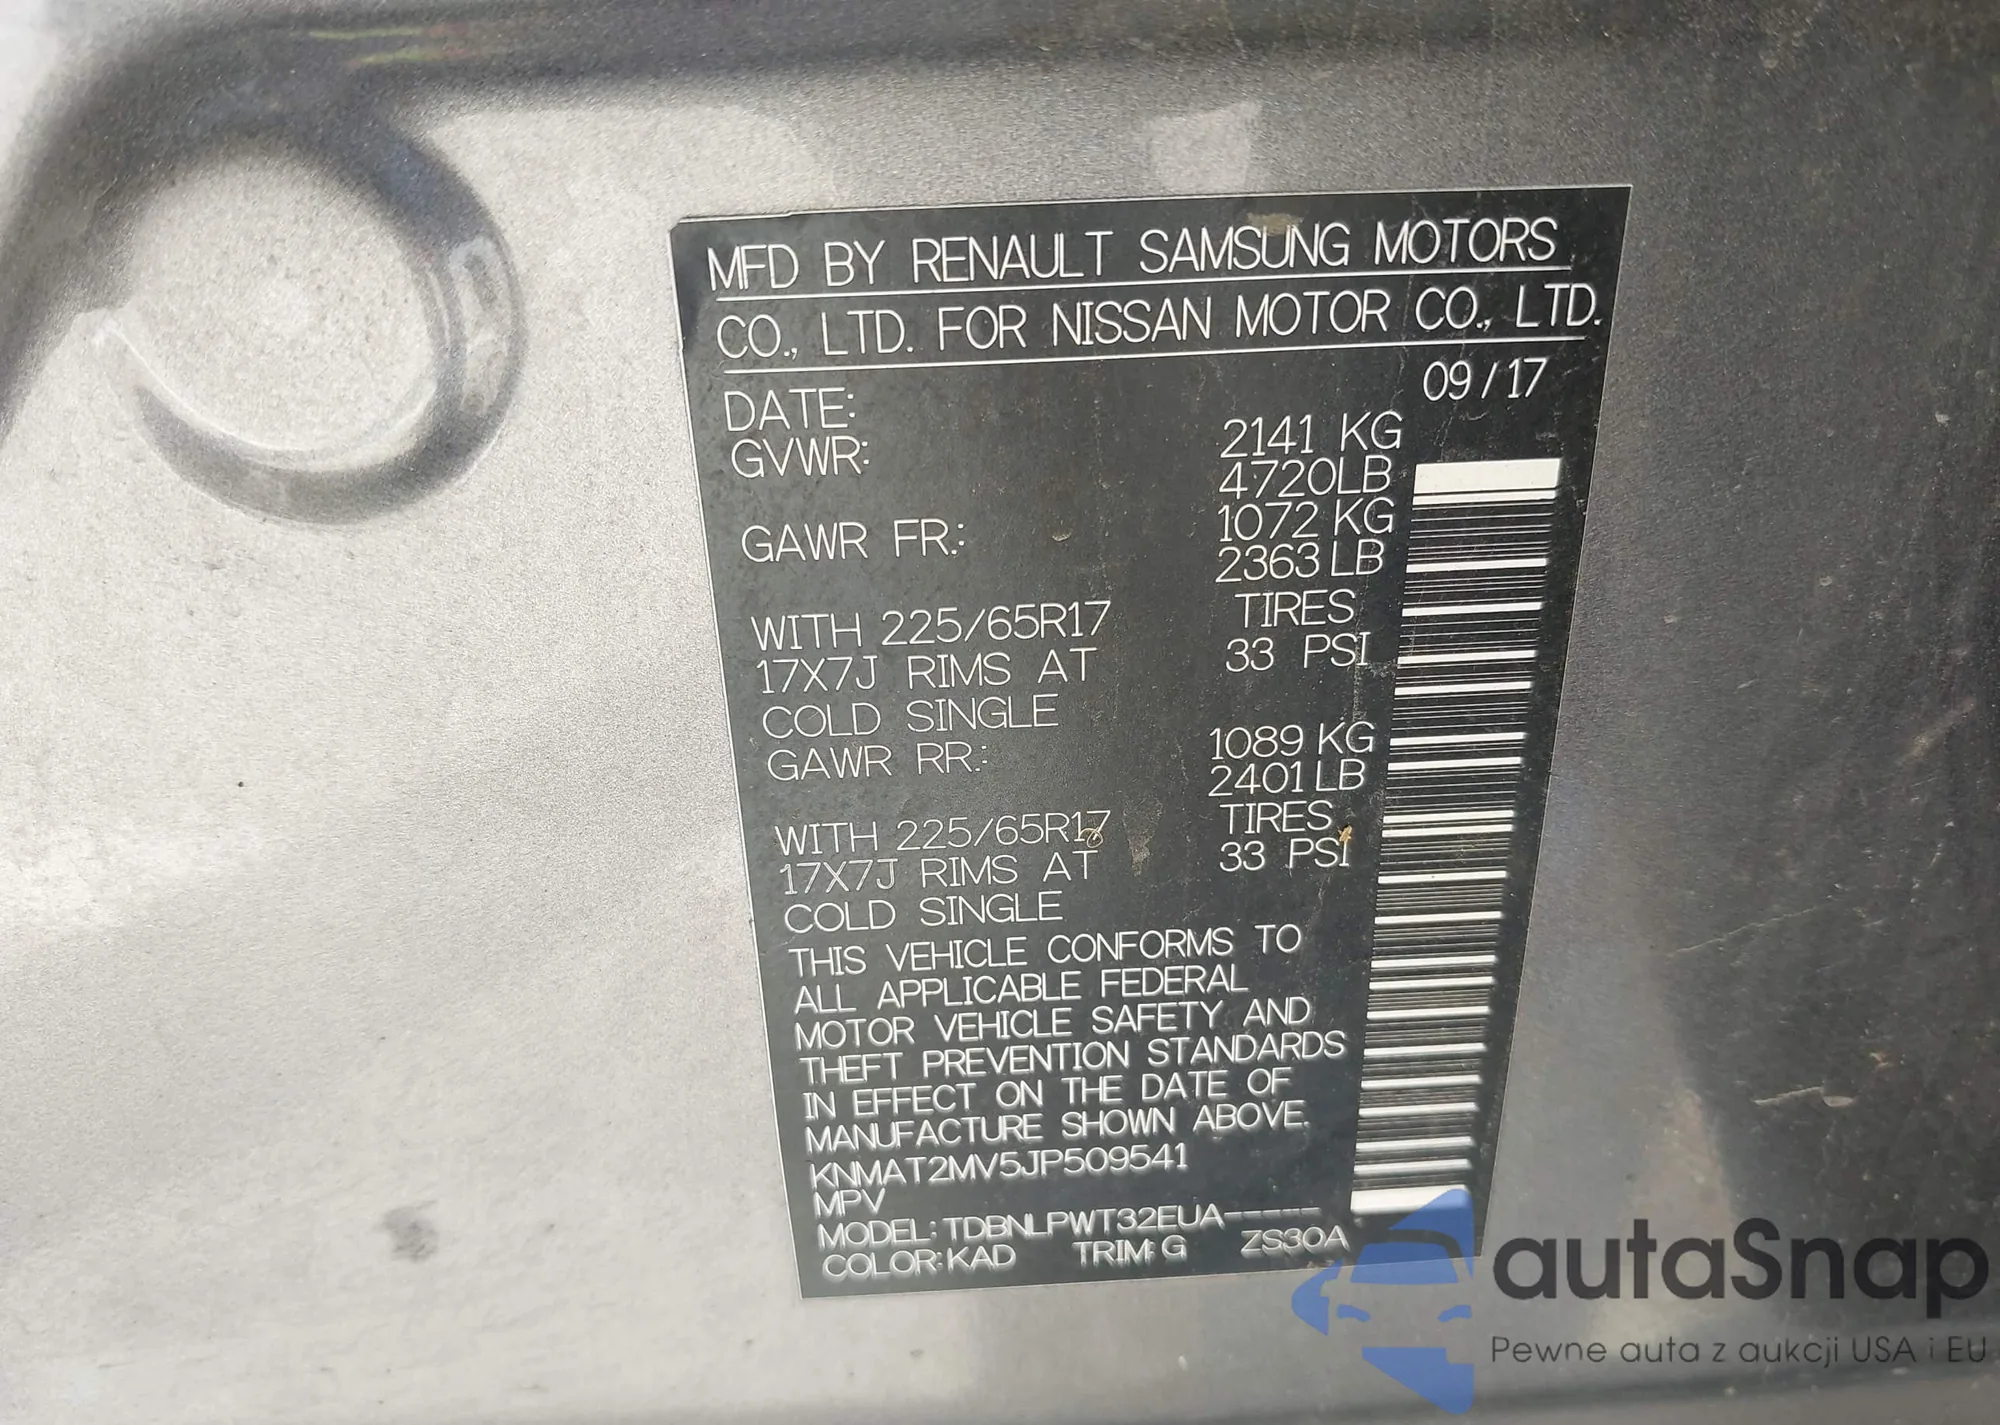 MFD BY RENAULT SAMSUNG MOTORS
CO., LTD. FOR NISSAN MOTOR CO., LTD.
DATE: 09/17
GVWR: 2141 KG
4720LB
GAWR FR.: 1072 KG
2363 LB
WITH 225/65R17 TIRES
17X7J RIMS AT 33 PSI
COLD SINGLE
GAWR RR.: 1089 KG
2401 LB
WITH 225/65R17 TIRES
17X7J RIMS AT 33 PSI
COLD SINGLE
THIS VEHICLE CONFORMS TO
ALL APPLICABLE FEDERAL
MOTOR VEHICLE SAFETY AND
THEFT PREVENTION STANDARDS
IN EFFECT ON THE DATE OF
MANUFACTURE SHOWN ABOVE.
KNMAT2MV5JP509541
MPV
MODEL: TDBNLPWT32EUA-----
COLOR: KAD TRIM: G ZS30A
autaSnap
Pewne auta z aukcji USA i EU